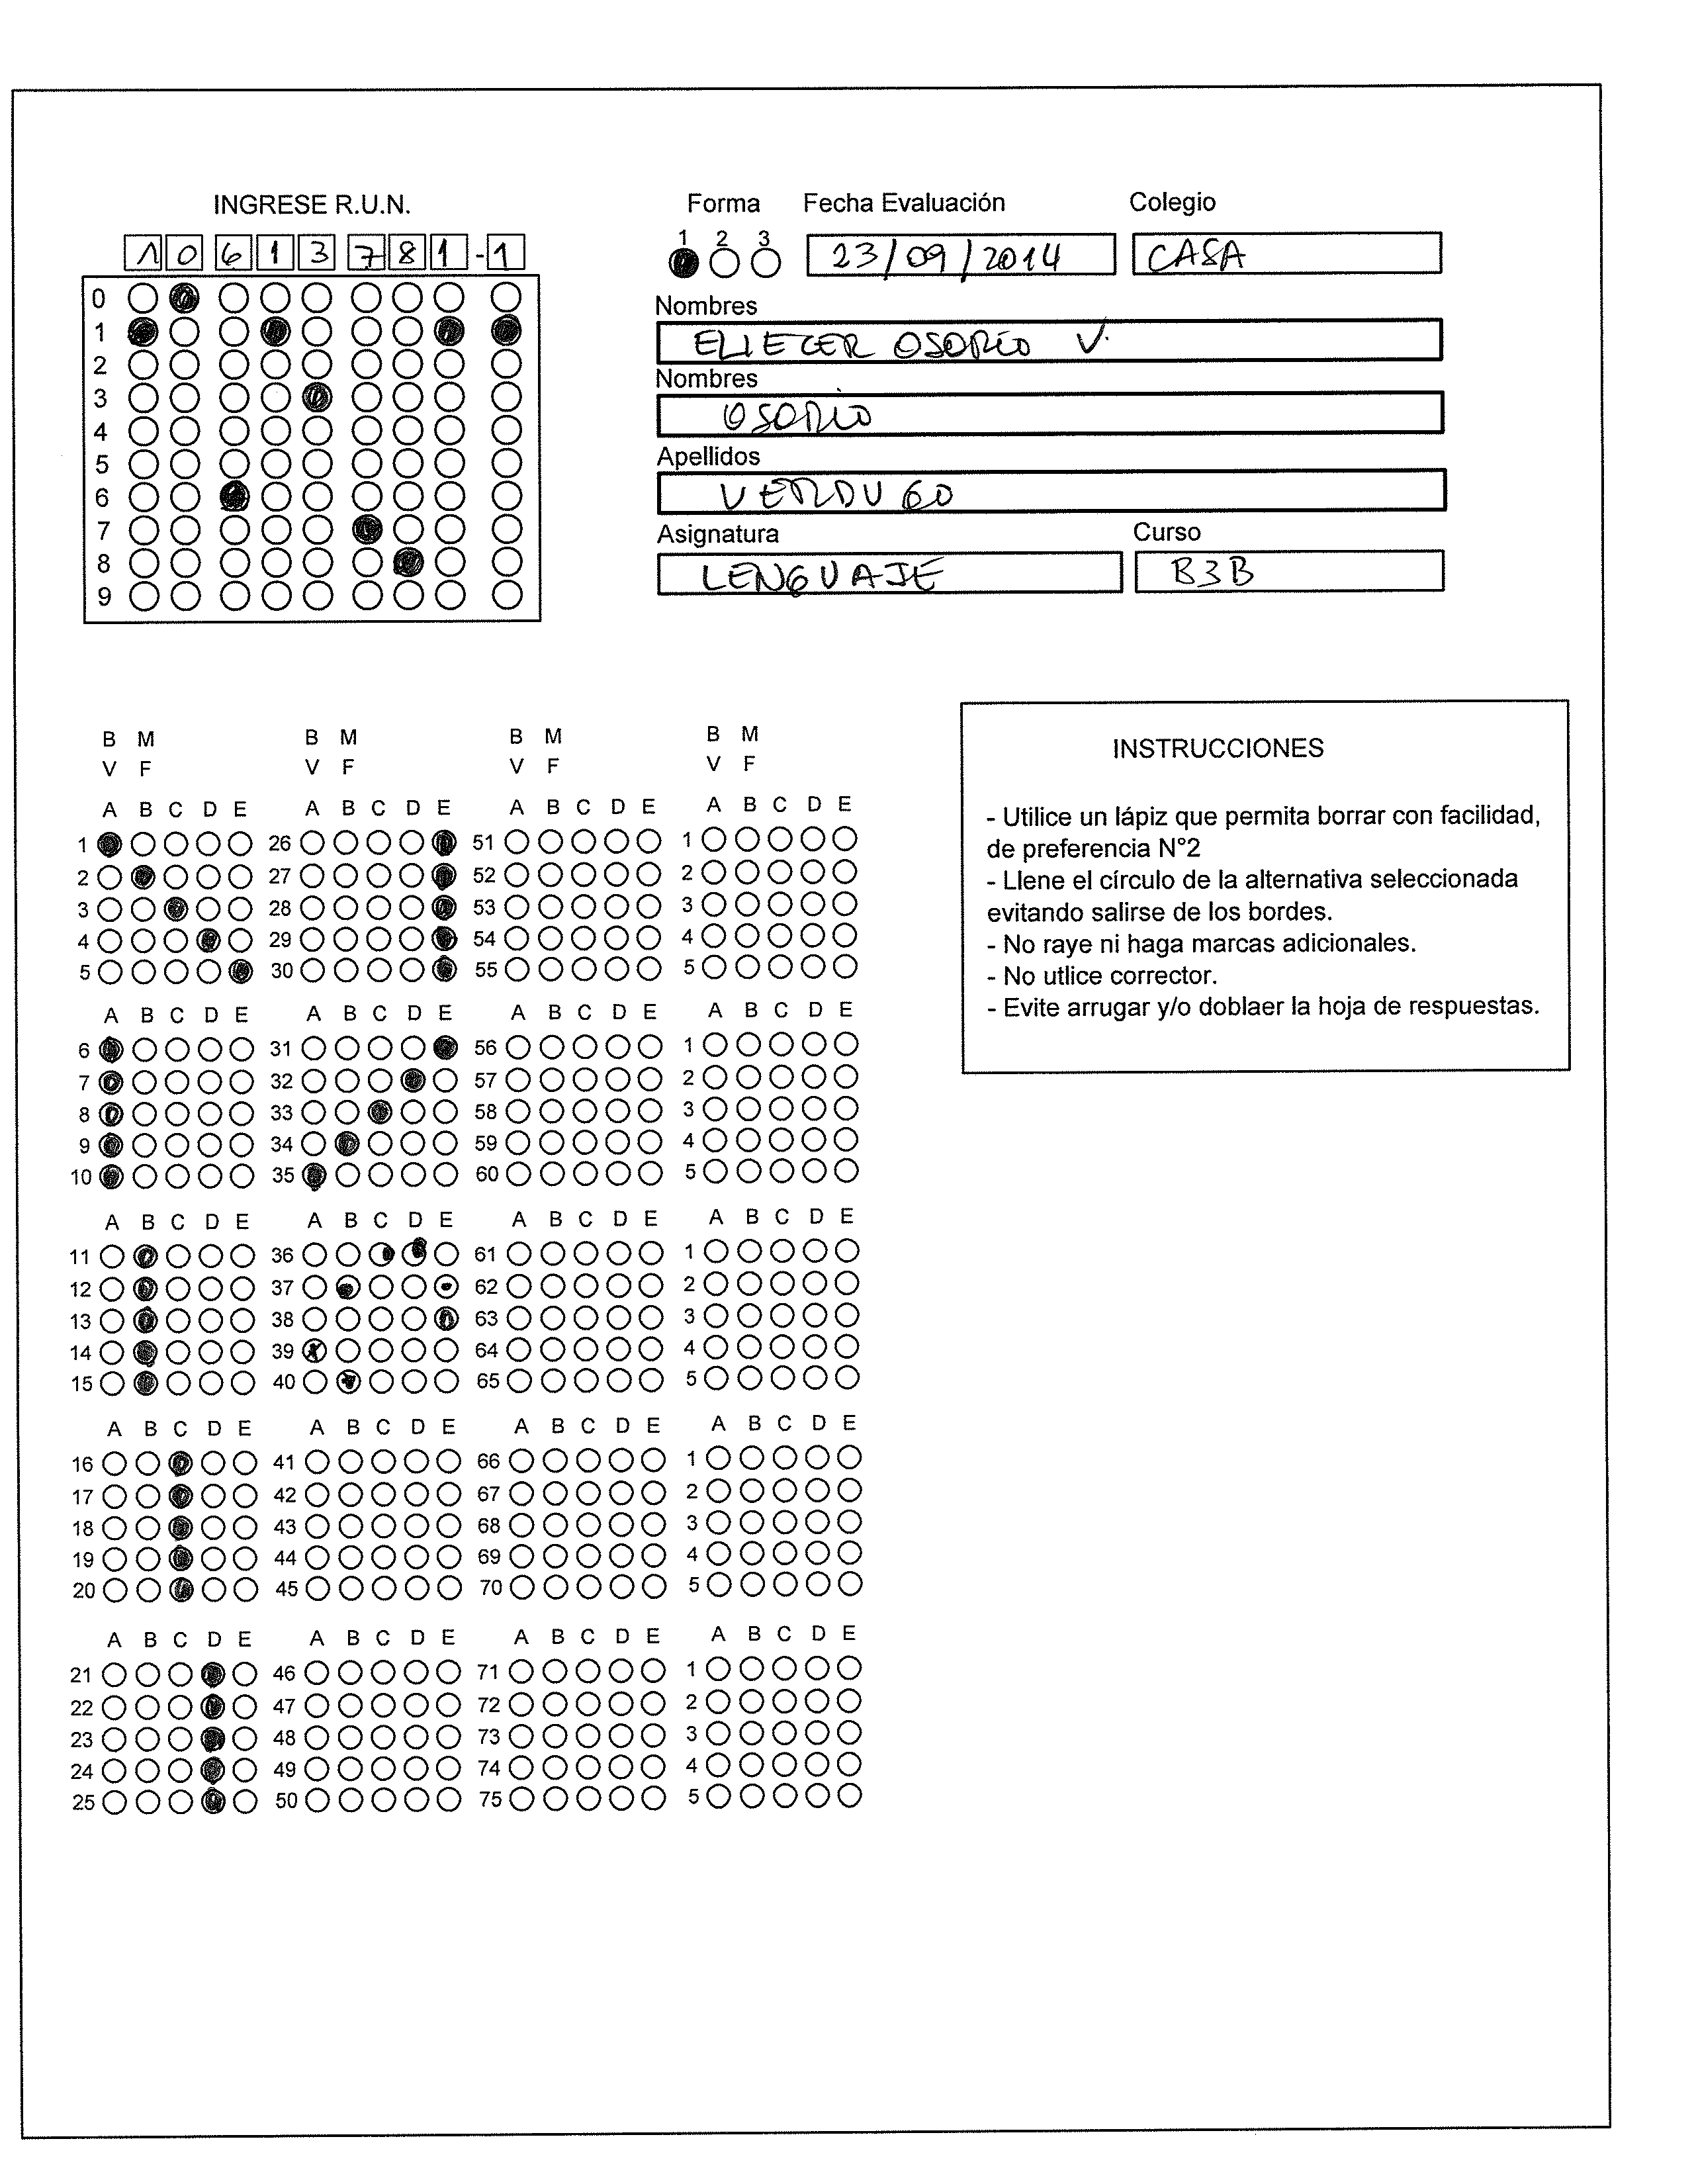 INGRESE R.U.N.
1 0 6 1 3 7 8 1 - 1
0
1
2
3
4
5
6
7
8
9
Forma Fecha Evaluación Colegio
1 2 3 23/09/2014 CASA
Nombres
ELIECER OSORIO V.
Nombres
OSORIO
Apellidos
VERDUGO
Asignatura Curso
LENGUAJE B3B
B M B M B M B M
V F V F V F V F
A B C D E A B C D E A B C D E A B C D E
1 26 51 1
2 27 52 2
3 28 53 3
4 29 54 4
5 30 55 5
A B C D E A B C D E A B C D E A B C D E
6 31 56 1
7 32 57 2
8 33 58 3
9 34 59 4
10 35 60 5
A B C D E A B C D E A B C D E A B C D E
11 36 61 1
12 37 62 2
13 38 63 3
14 39 64 4
15 40 65 5
A B C D E A B C D E A B C D E A B C D E
16 41 66 1
17 42 67 2
18 43 68 3
19 44 69 4
20 45 70 5
A B C D E A B C D E A B C D E A B C D E
21 46 71 1
22 47 72 2
23 48 73 3
24 49 74 4
25 50 75 5
INSTRUCCIONES
- Utilice un lápiz que permita borrar con facilidad,
de preferencia N°2
- Llene el círculo de la alternativa seleccionada
evitando salirse de los bordes.
- No raye ni haga marcas adicionales.
- No utlice corrector.
- Evite arrugar y/o doblaer la hoja de respuestas.